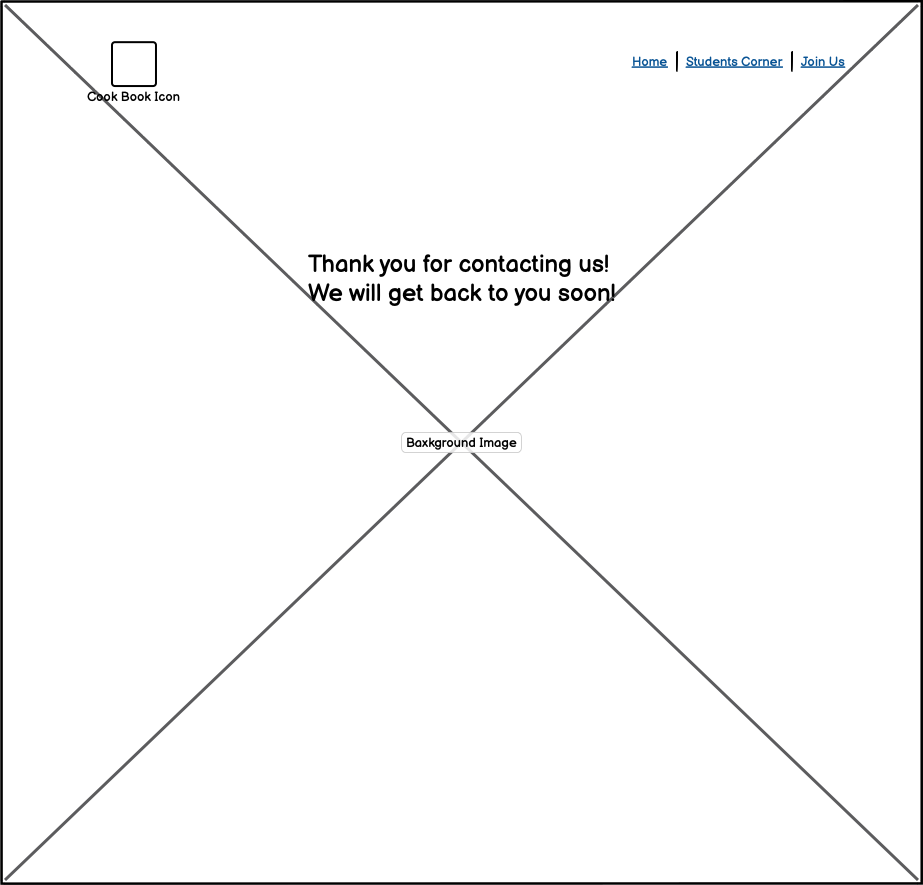 Home Students Corner Join Us
Cook Book Icon
Thank you for contacting us!
We will get back to you soon!
Baxkground Image